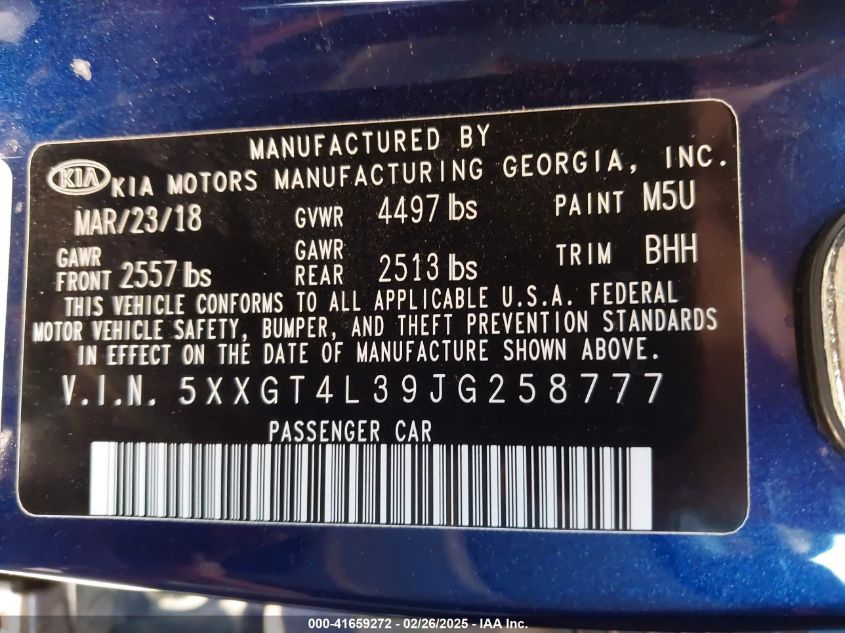 MANUFACTURED BY
KIA KIA MOTORS MANUFACTURING GEORGIA, INC.
MAR/23/18 GVWR 4497 lbs PAINT M5U
GAWR FRONT 2557 lbs GAWR REAR 2513 lbs TRIM BHH
THIS VEHICLE CONFORMS TO ALL APPLICABLE U.S.A. FEDERAL
MOTOR VEHICLE SAFETY, BUMPER, AND THEFT PREVENTION STANDARDS
IN EFFECT ON THE DATE OF MANUFACTURE SHOWN ABOVE.
V.I.N. 5XXGT4L39JG258777
PASSENGER CAR
000-41659272 - 02/26/2025 - IAA Inc.